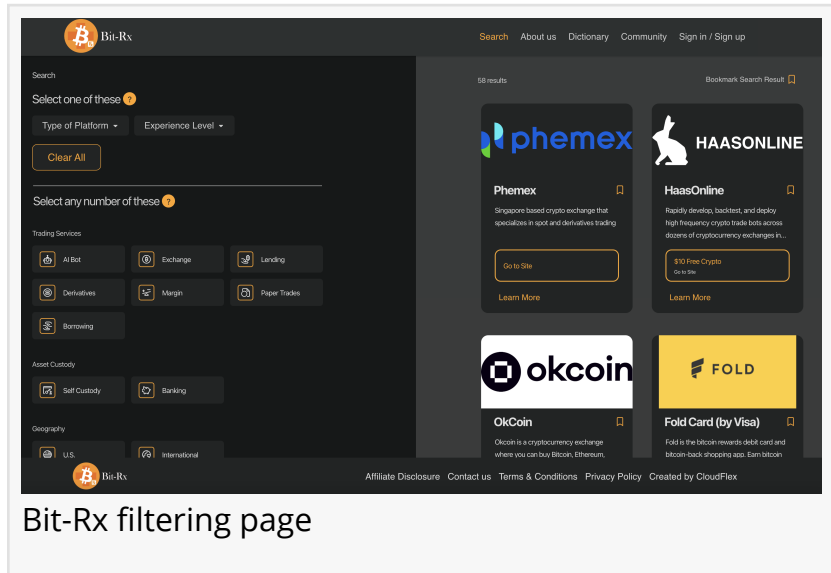 Bit-Rx
Search About us Dictionary Community Sign in / Sign up
Search
Select one of these ?
Type of Platform Experience Level
Clear All
Select any number of these ?
Trading Services
AI Bot Exchange Lending
Derivatives Margin Paper Trades
Borrowing
Asset Custody
Self Custody Banking
Geography
U.S. International
58 results Bookmark Search Result
phemex
Phemex
Singapore based crypto exchange that
specializes in spot and derivatives trading
Go to Site
Learn More
HAASONLINE
HaasOnline
Rapidly develop, backtest, and deploy
high frequency crypto trade bots across
dozens of cryptocurrency exchanges in...
$10 Free Crypto
Go to Site
Learn More
okcoin
OkCoin
Okcoin is a cryptocurrency exchange
where you can buy Bitcoin, Ethereum,
FOLD
Fold Card (by Visa)
Fold is the bitcoin rewards debit card and
bitcoin-back shopping app. Earn bitcoin
Bit-Rx
Affiliate Disclosure Contact us Terms & Conditions Privacy Policy Created by CloudFlex
Bit-Rx filtering page